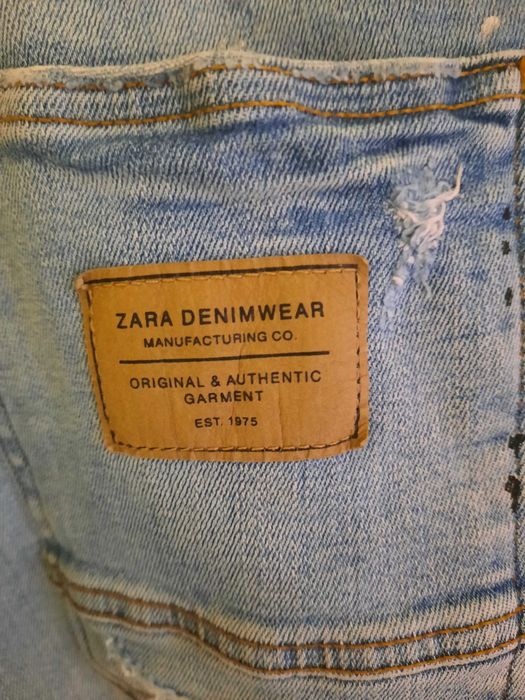 ZARA DENIMWEAR
MANUFACTURING CO.
ORIGINAL & AUTHENTIC
GARMENT
EST. 1975